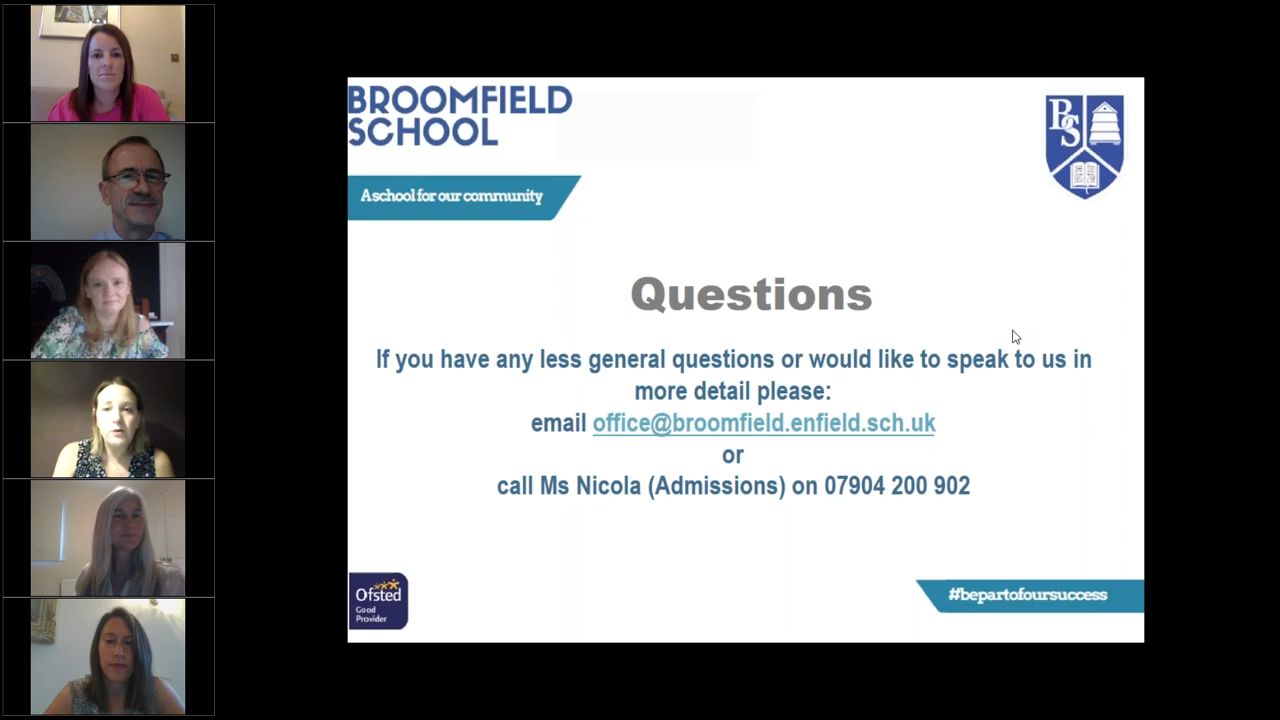 BROOMFIELD
SCHOOL
BS
A school for our community
Questions
If you have any less general questions or would like to speak to us in
more detail please:
email office@broomfield.enfield.sch.uk
or
call Ms Nicola (Admissions) on 07904 200 902
Ofsted
Good
Provider
#bepartofoursuccess